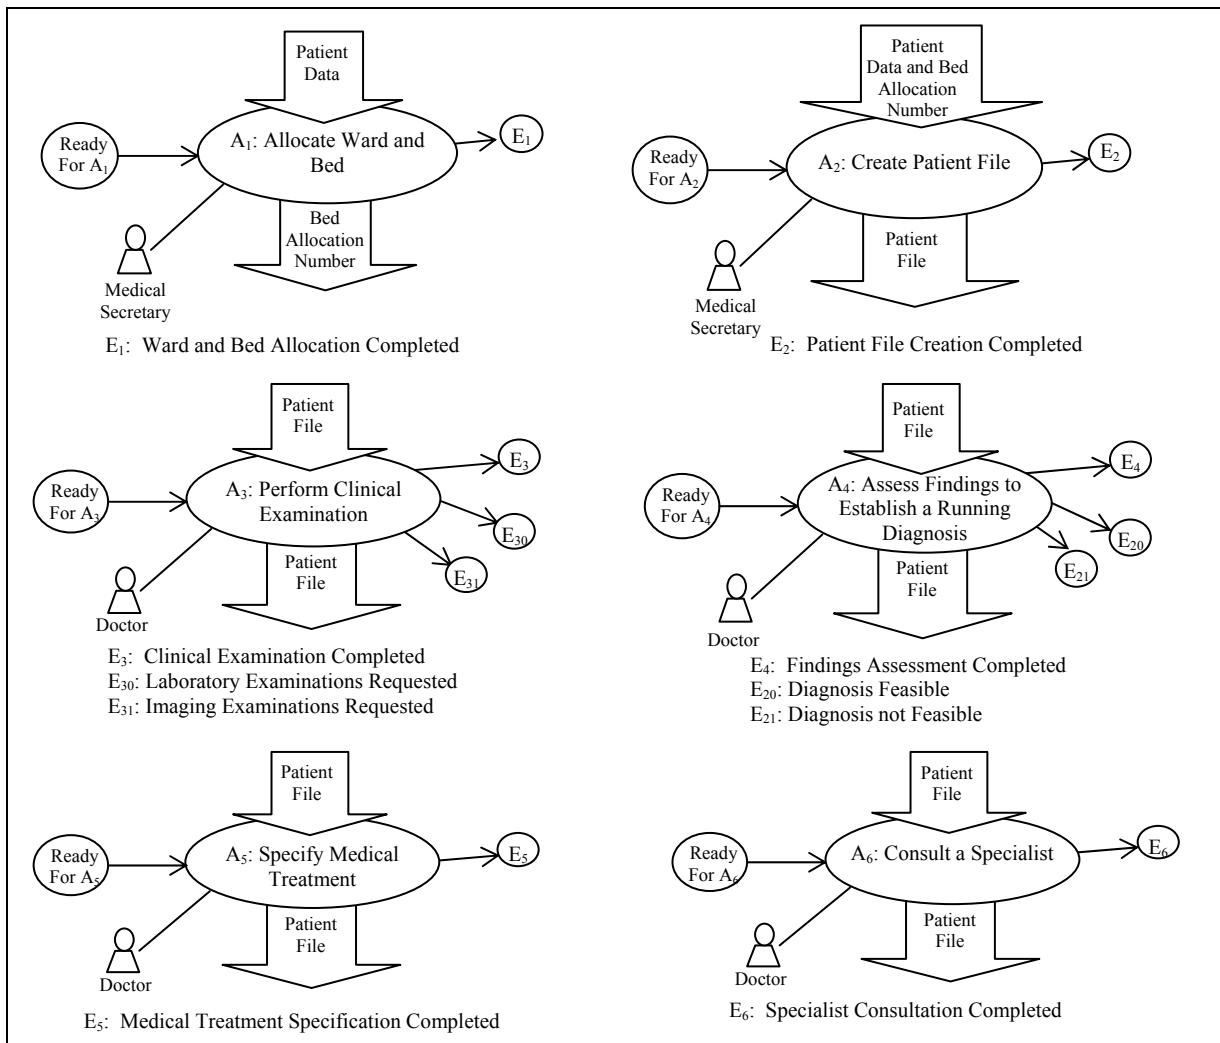 Patient
Data
Ready
For A₁
A₁: Allocate Ward and
Bed
E₁
Bed
Allocation
Number
Medical
Secretary
E₁: Ward and Bed Allocation Completed
Patient
Data and Bed
Allocation
Number
Ready
For A₂
A₂: Create Patient File
E₂
Patient
File
Medical
Secretary
E₂: Patient File Creation Completed
Patient
File
Ready
For A₃
A₃: Perform Clinical
Examination
E₃
E₃₀
E₃₁
Patient
File
Doctor
E₃: Clinical Examination Completed
E₃₀: Laboratory Examinations Requested
E₃₁: Imaging Examinations Requested
Patient
File
Ready
For A₄
A₄: Assess Findings to
Establish a Running
Diagnosis
E₄
E₂₀
E₂₁
Patient
File
Doctor
E₄: Findings Assessment Completed
E₂₀: Diagnosis Feasible
E₂₁: Diagnosis not Feasible
Patient
File
Ready
For A₅
A₅: Specify Medical
Treatment
E₅
Patient
File
Doctor
E₅: Medical Treatment Specification Completed
Patient
File
Ready
For A₆
A₆: Consult a Specialist
E₆
Patient
File
Doctor
E₆: Specialist Consultation Completed